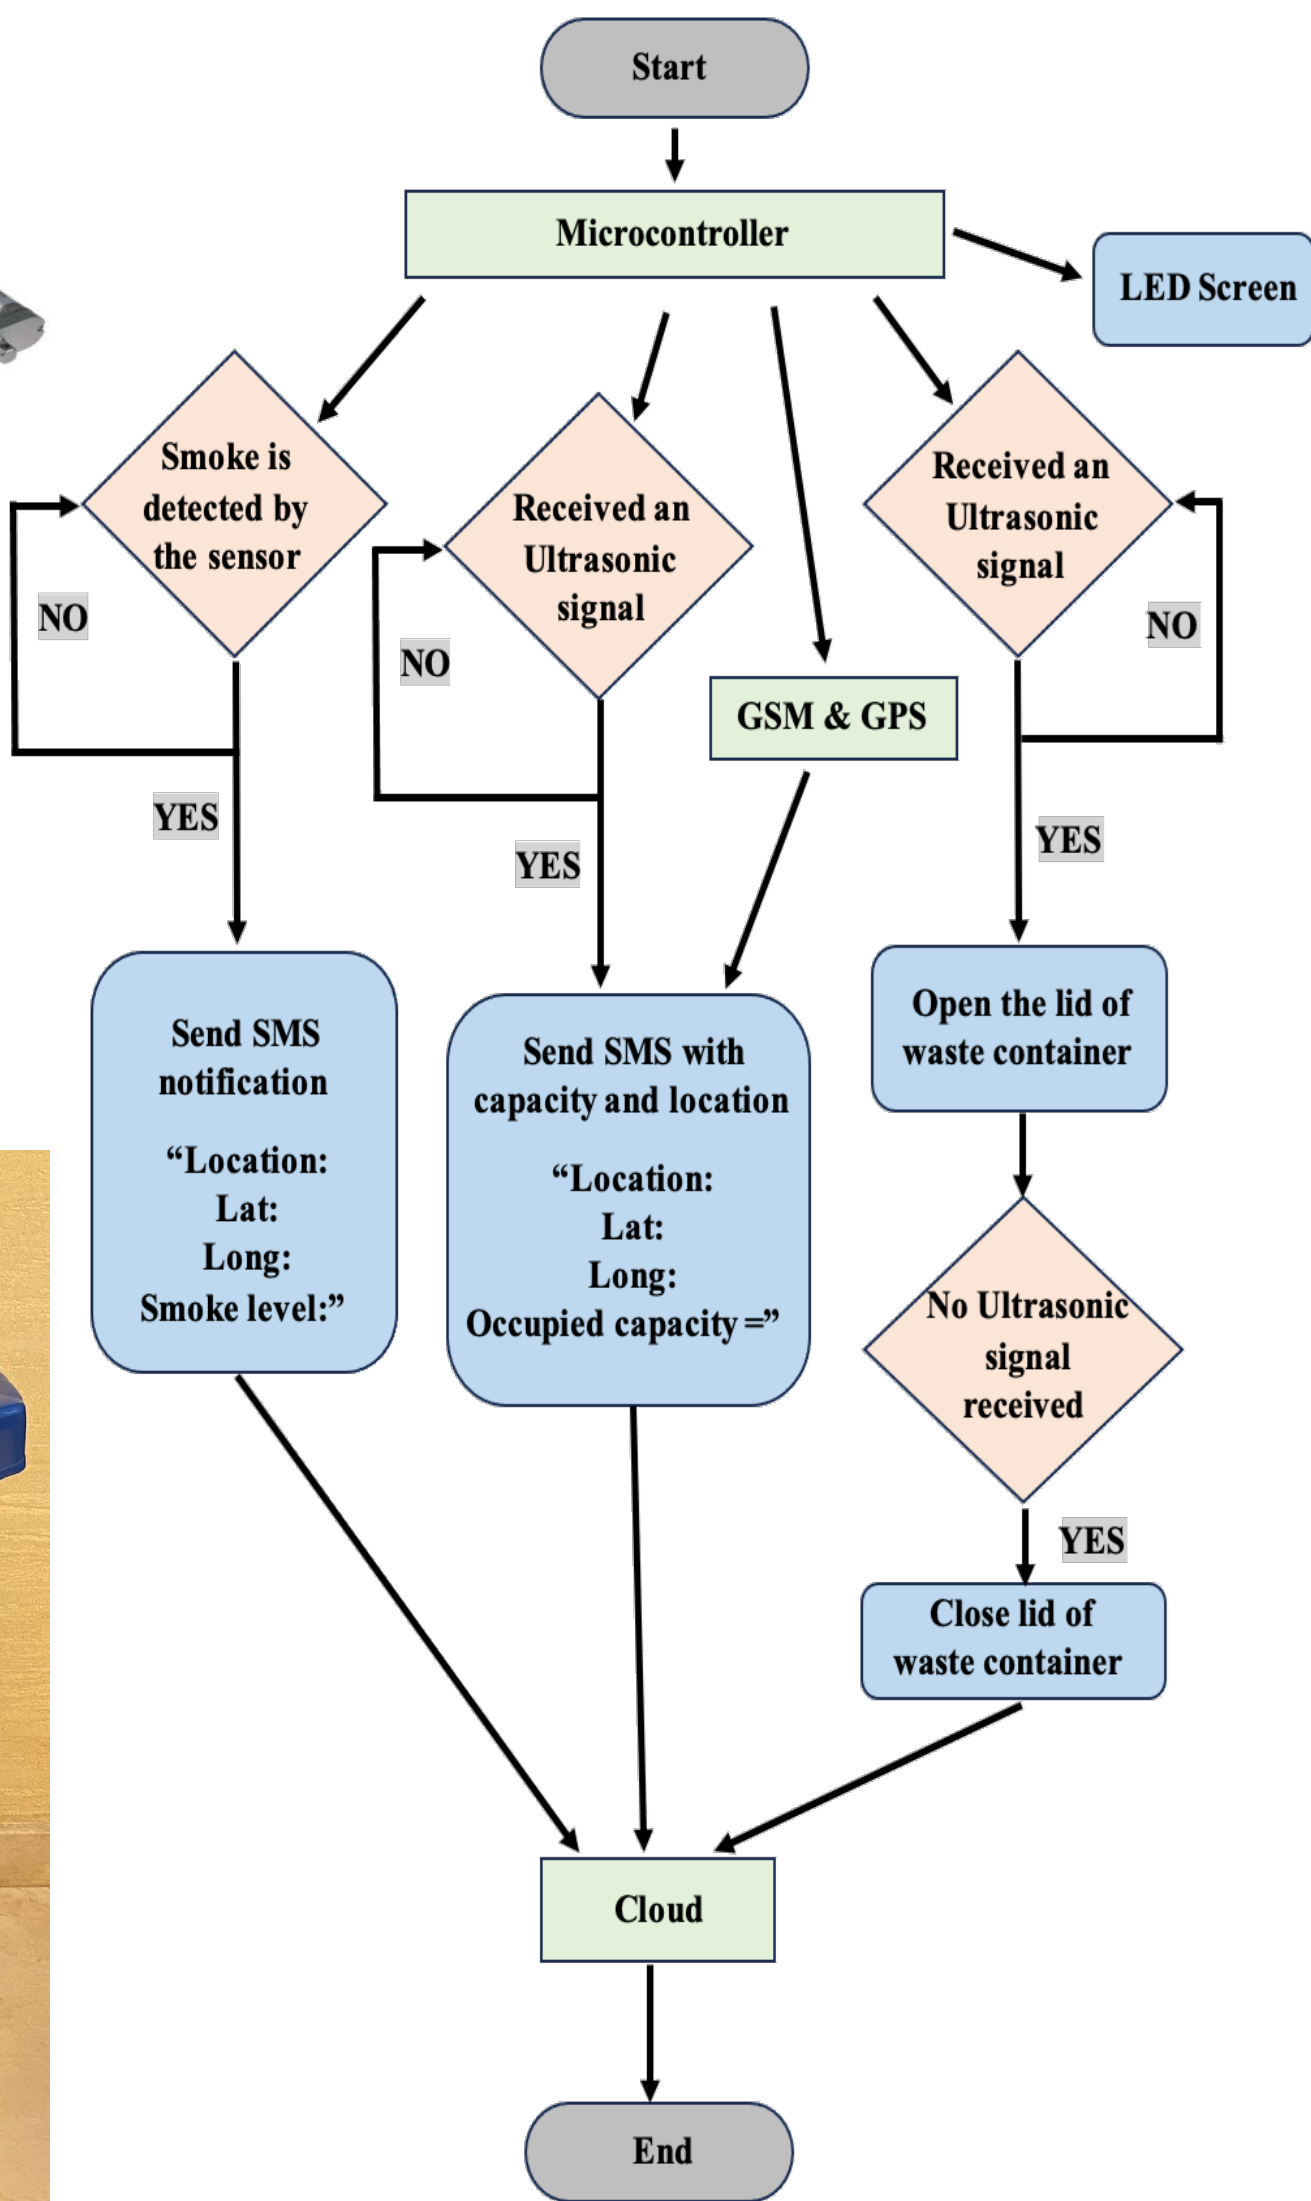 Start
Microcontroller
LED Screen
Smoke is
detected by
the sensor
NO
YES
Received an
Ultrasonic
signal
NO
YES
GSM & GPS
Received an
Ultrasonic
signal
NO
YES
Send SMS
notification
“Location:
Lat:
Long:
Smoke level:”
Send SMS with
capacity and location
“Location:
Lat:
Long:
Occupied capacity =”
Open the lid of
waste container
No Ultrasonic
signal
received
YES
Close lid of
waste container
Cloud
End